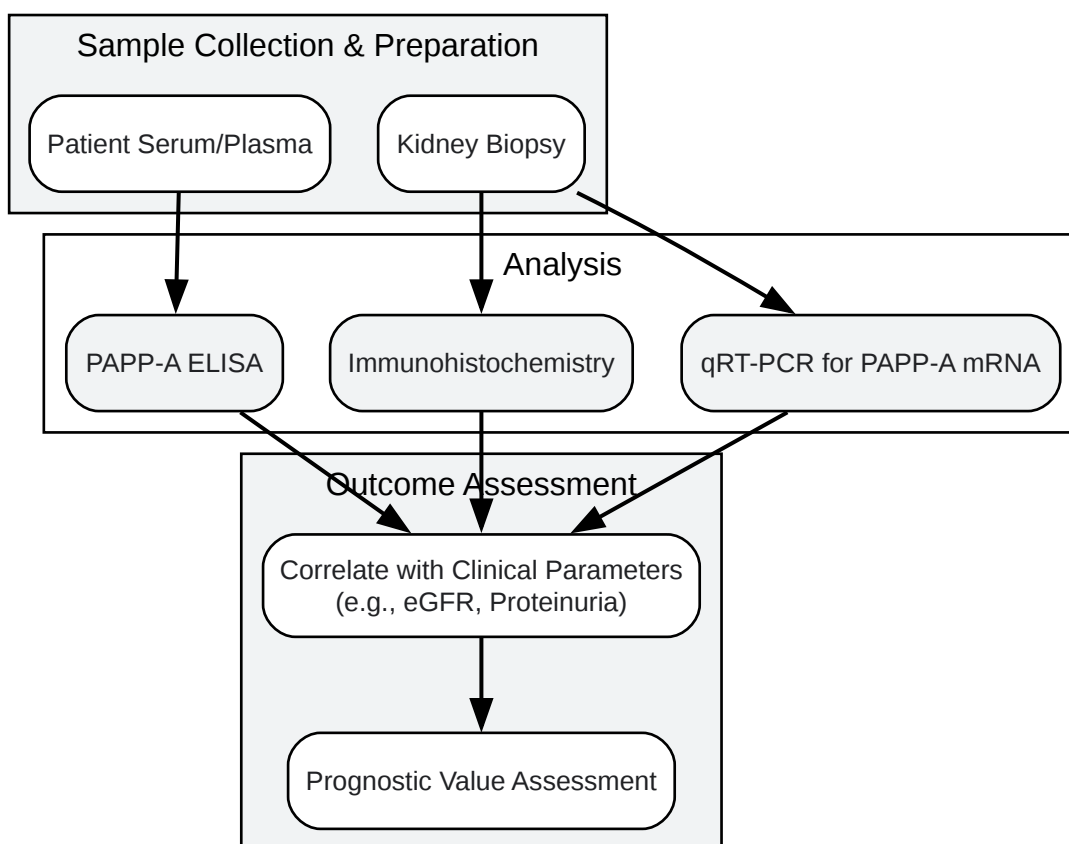 Sample Collection & Preparation
Patient Serum/Plasma
Kidney Biopsy
Analysis
PAPP-A ELISA
Immunohistochemistry
qRT-PCR for PAPP-A mRNA
Outcome Assessment
Correlate with Clinical Parameters
(e.g., eGFR, Proteinuria)
Prognostic Value Assessment